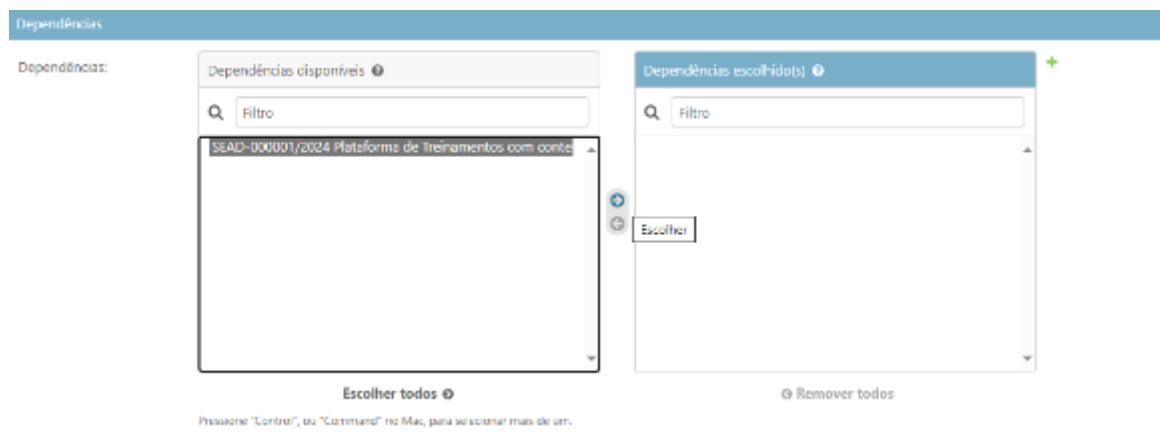 Dependências
Dependências:
Dependências disponíveis
Dependências escolhido(s)
Filtro
Filtro
SEAD-000001/2024 Plataforma de Treinamentos com conte
Escolher
Escolher todos
Remover todos
Pressione "Control", ou "Command" no Mac, para selecionar mais de um.